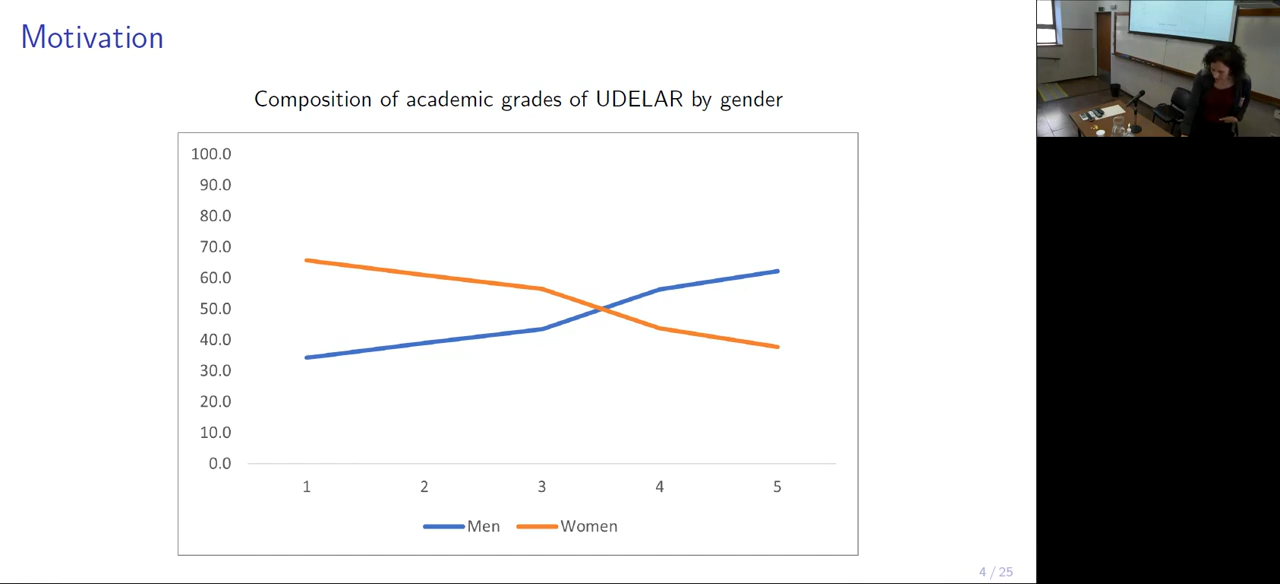 Motivation
Composition of academic grades of UDELAR by gender
100.0
90.0
80.0
70.0
60.0
50.0
40.0
30.0
20.0
10.0
0.0
1 2 3 4 5
Men Women
4 / 25